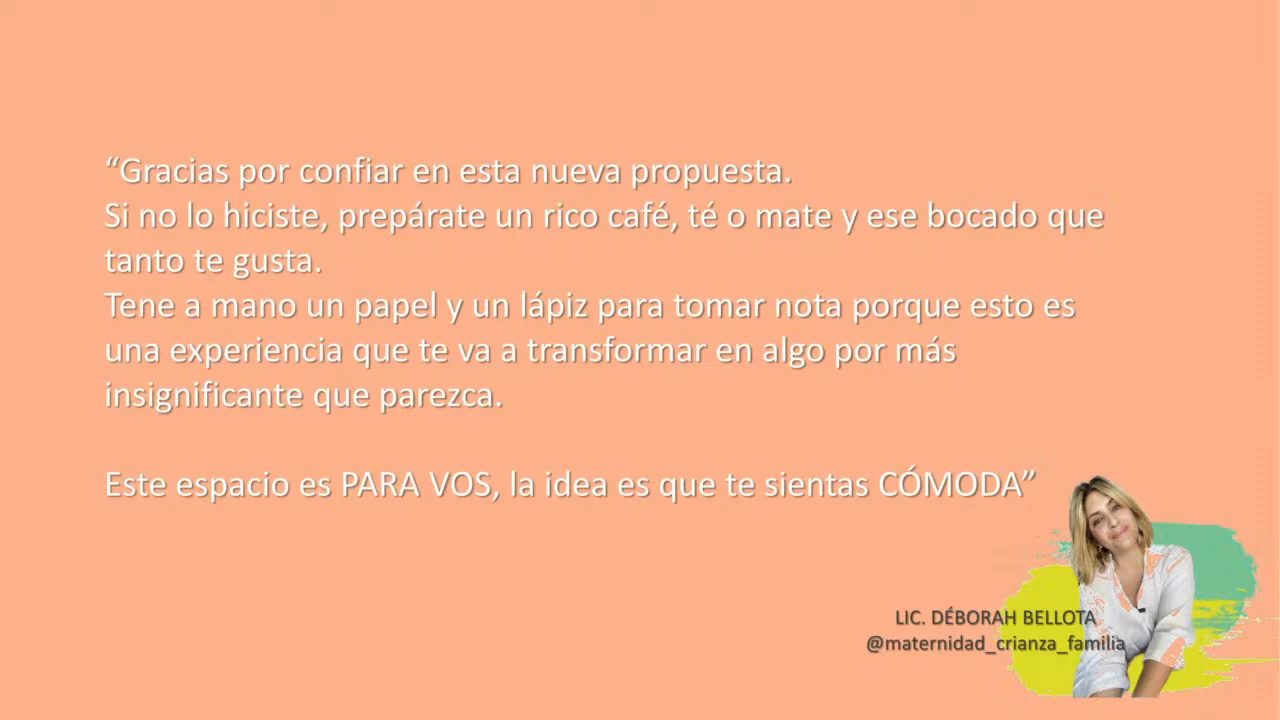 “Gracias por confiar en esta nueva propuesta.
Si no lo hiciste, prepárate un rico café, té o mate y ese bocado que
tanto te gusta.
Tene a mano un papel y un lápiz para tomar nota porque esto es
una experiencia que te va a transformar en algo por más
insignificante que parezca.
Este espacio es PARA VOS, la idea es que te sientas CÓMODA”
LIC. DÉBORAH BELLOTA
@maternidad_crianza_familia